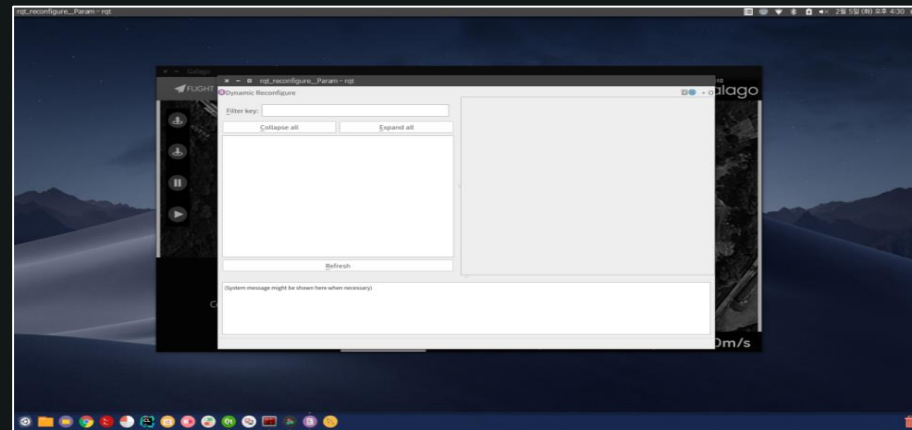 rqt_reconfigure__Param - rqt
2월 5일 (화) 오후 4:30
Galago
rqt_reconfigure__Param - rqt
FLIGHT
alago
Dynamic Reconfigure
Filter key:
Collapse all
Expand all
Refresh
(System message might be shown here when necessary)
0m/s